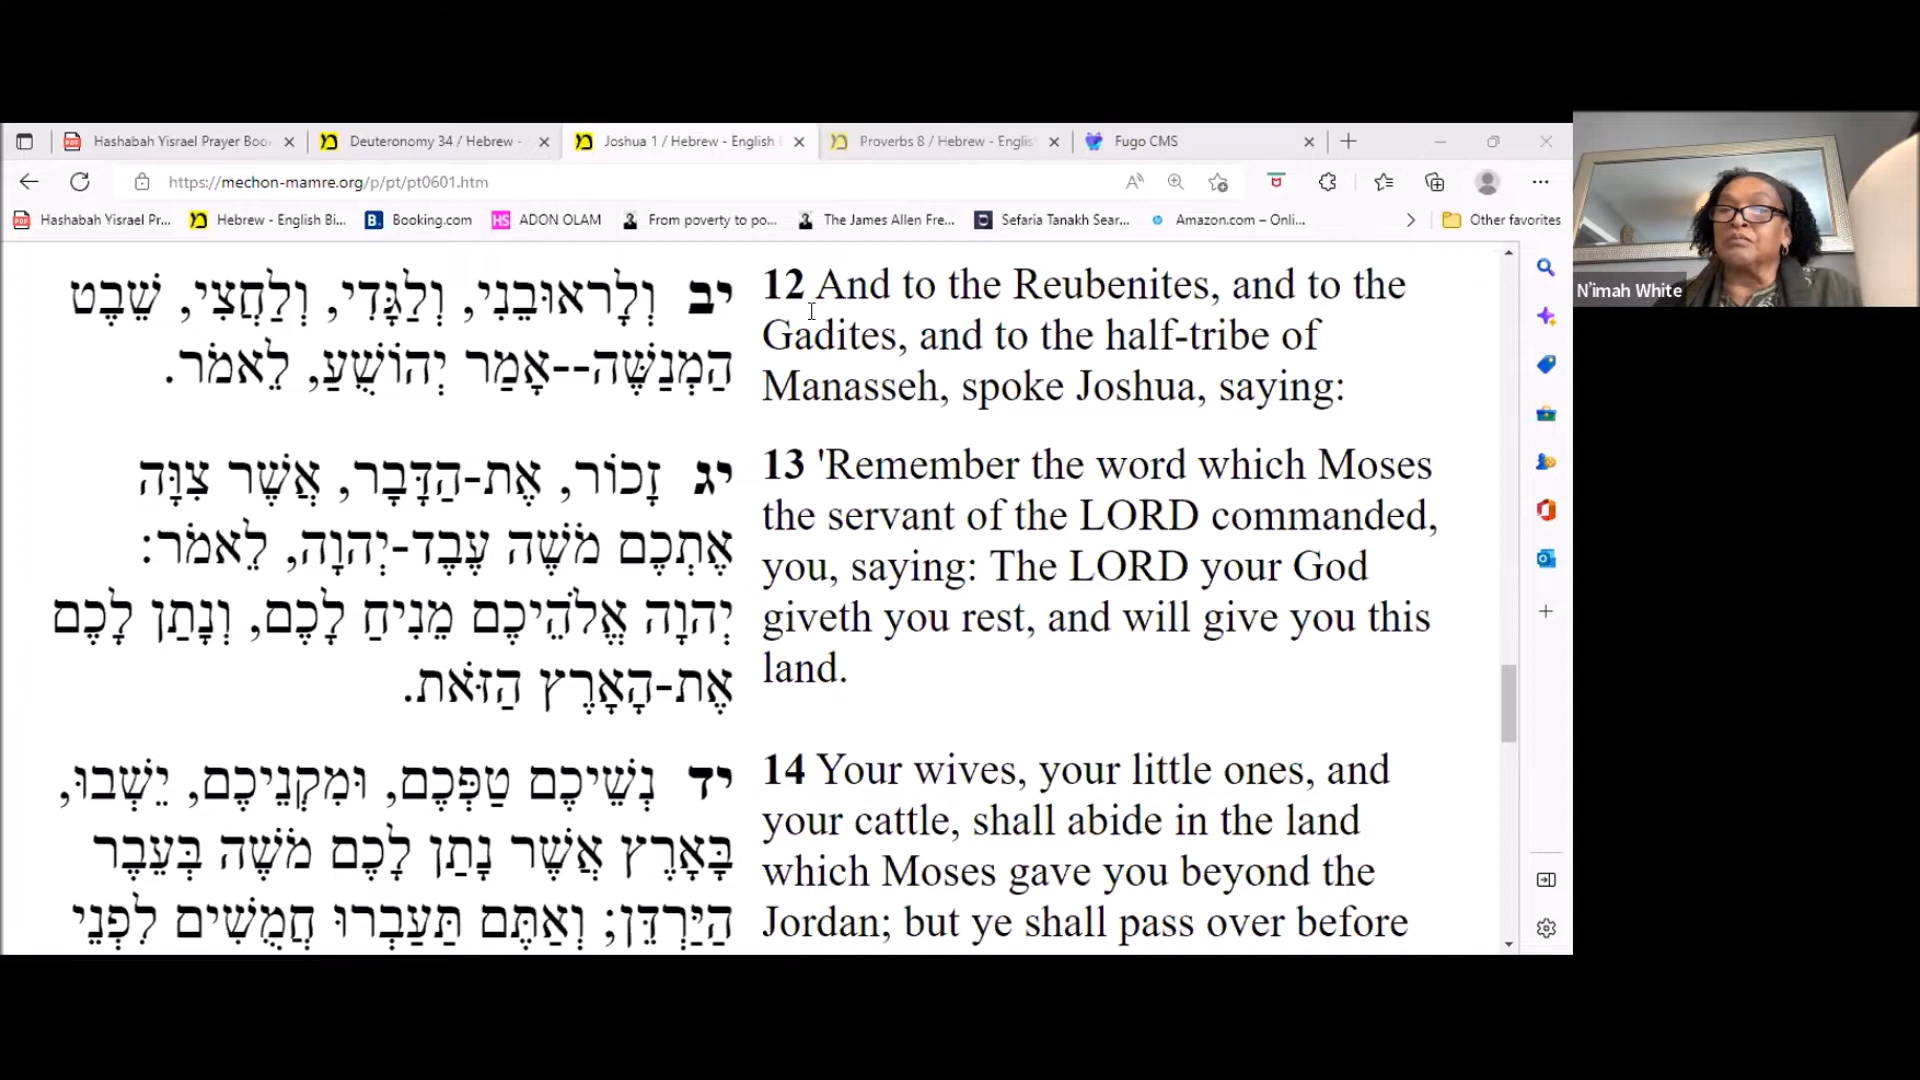 Hashabah Yisrael Prayer Boo
Deuteronomy 34 / Hebrew -
Joshua 1 / Hebrew - English
Proverbs 8 / Hebrew - Englis
Fugo CMS
https://mechon-mamre.org/p/pt/pt0601.htm
Hashabah Yisrael Pr...
Hebrew - English Bi...
Booking.com
ADON OLAM
From poverty to po...
The James Allen Fre...
Sefaria Tanakh Sear...
Amazon.com – Onli...
Other favorites
יב וְלָראוּבֵנִי, וְלַגָּדִי, וְלַחֲצִי, שֵׁבֶט
הַמְנַשֶּׁה--אָמַר יְהוֹשֻׁעַ, לֵאמֹר.
12 And to the Reubenites, and to the
Gadites, and to the half-tribe of
Manasseh, spoke Joshua, saying:
יג זָכוֹר, אֶת-הַדָּבָר, אֲשֶׁר צִוָּה
אֶתְכֶם מֹשֶׁה עֶבֶד-יְהוָה, לֵאמֹר:
יְהוָה אֱלֹהֵיכֶם מֵנִיחַ לָכֶם, וְנָתַן לָכֶם
אֶת-הָאָרֶץ הַזֹּאת.
13 'Remember the word which Moses
the servant of the LORD commanded,
you, saying: The LORD your God
giveth you rest, and will give you this
land.
יד נְשֵׁיכֶם טַפְּכֶם, וּמִקְנֵיכֶם, יֵשְׁבוּ,
בָּאָרֶץ אֲשֶׁר נָתַן לָכֶם מֹשֶׁה בְּעֵבֶר
הַיַּרְדֵּן; וְאַתֶּם תַּעַבְרוּ חֲמֻשִׁים לִפְנֵי
14 Your wives, your little ones, and
your cattle, shall abide in the land
which Moses gave you beyond the
Jordan; but ye shall pass over before
N'imah White